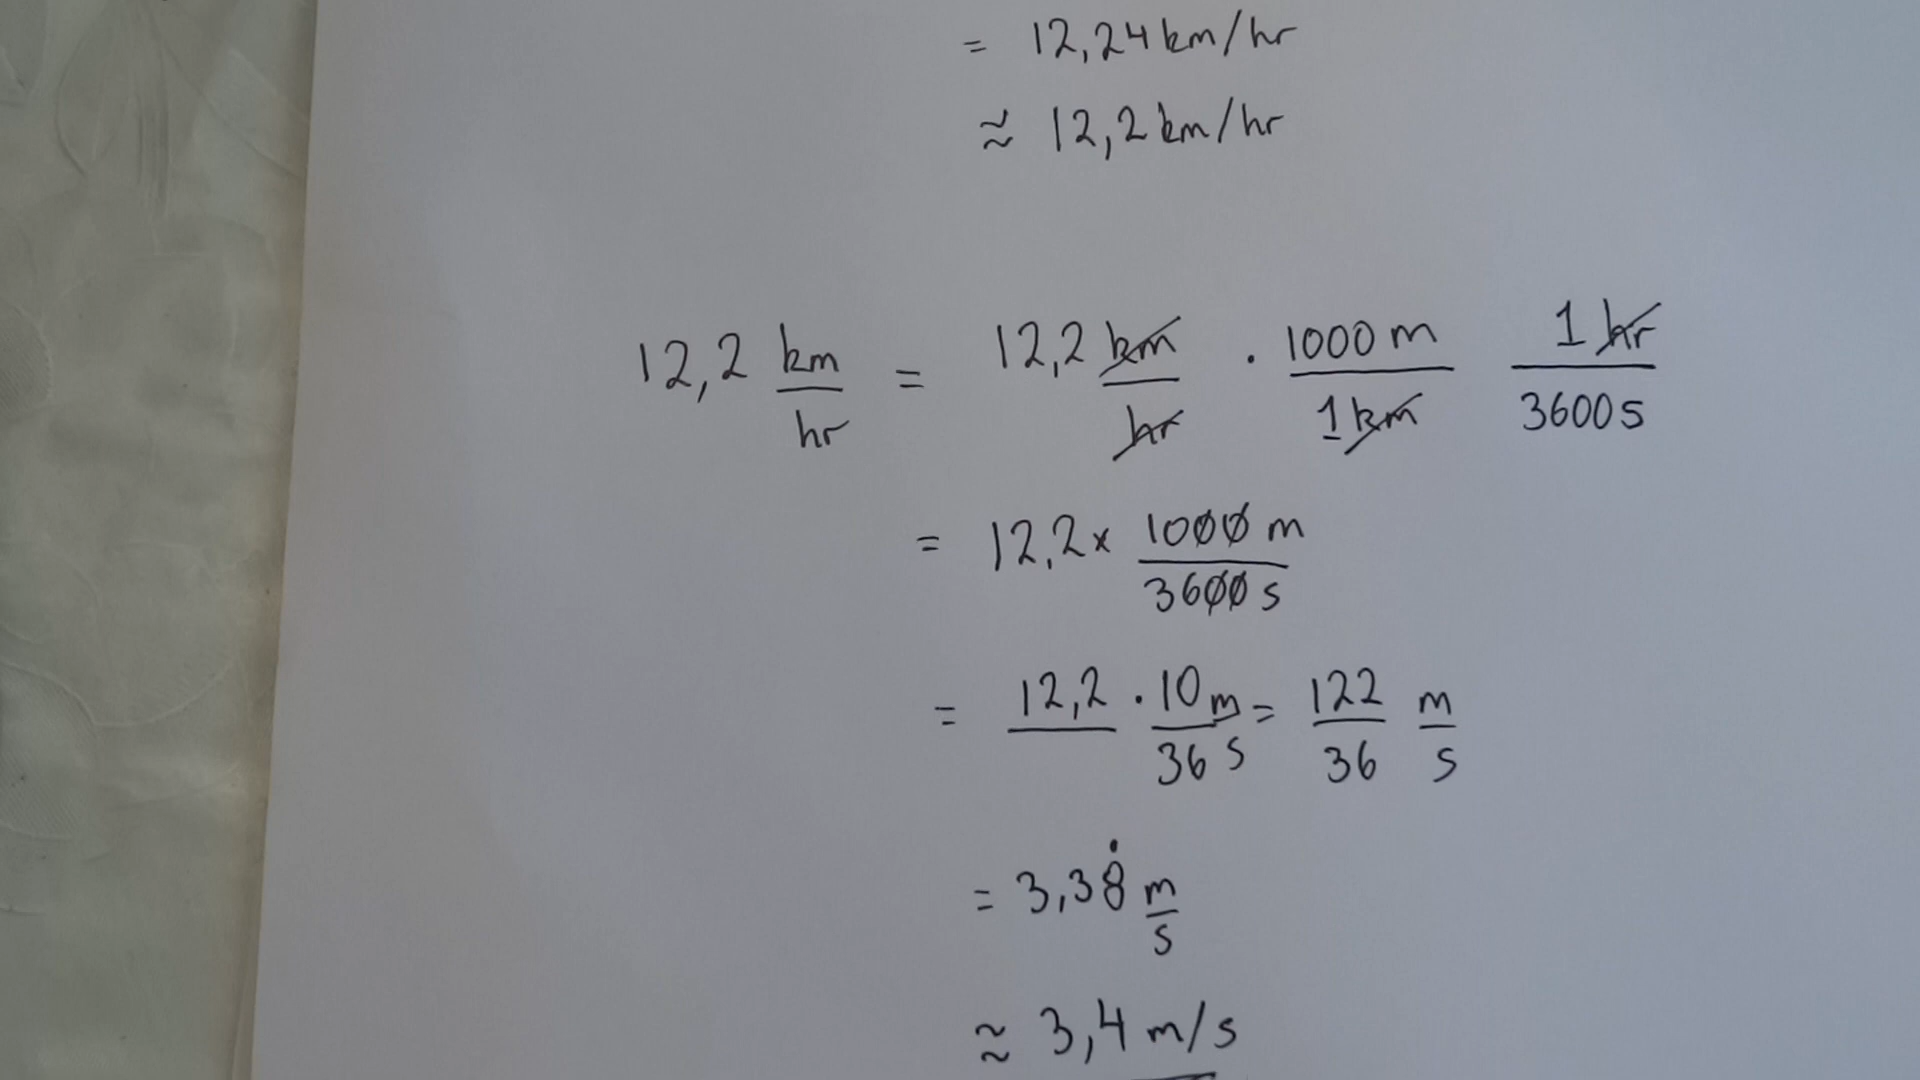 = 12,24 km/hr
≈ 12,2 km/hr
12,2 km/hr = 12,2 km/hr · 1000 m/1 km 1 hr/3600 s
= 12,2 × 1000 m/3600 s
= 12,2 · 10 m/36 s = 122/36 m/s
= 3,38̇ m/s
≈ 3,4 m/s